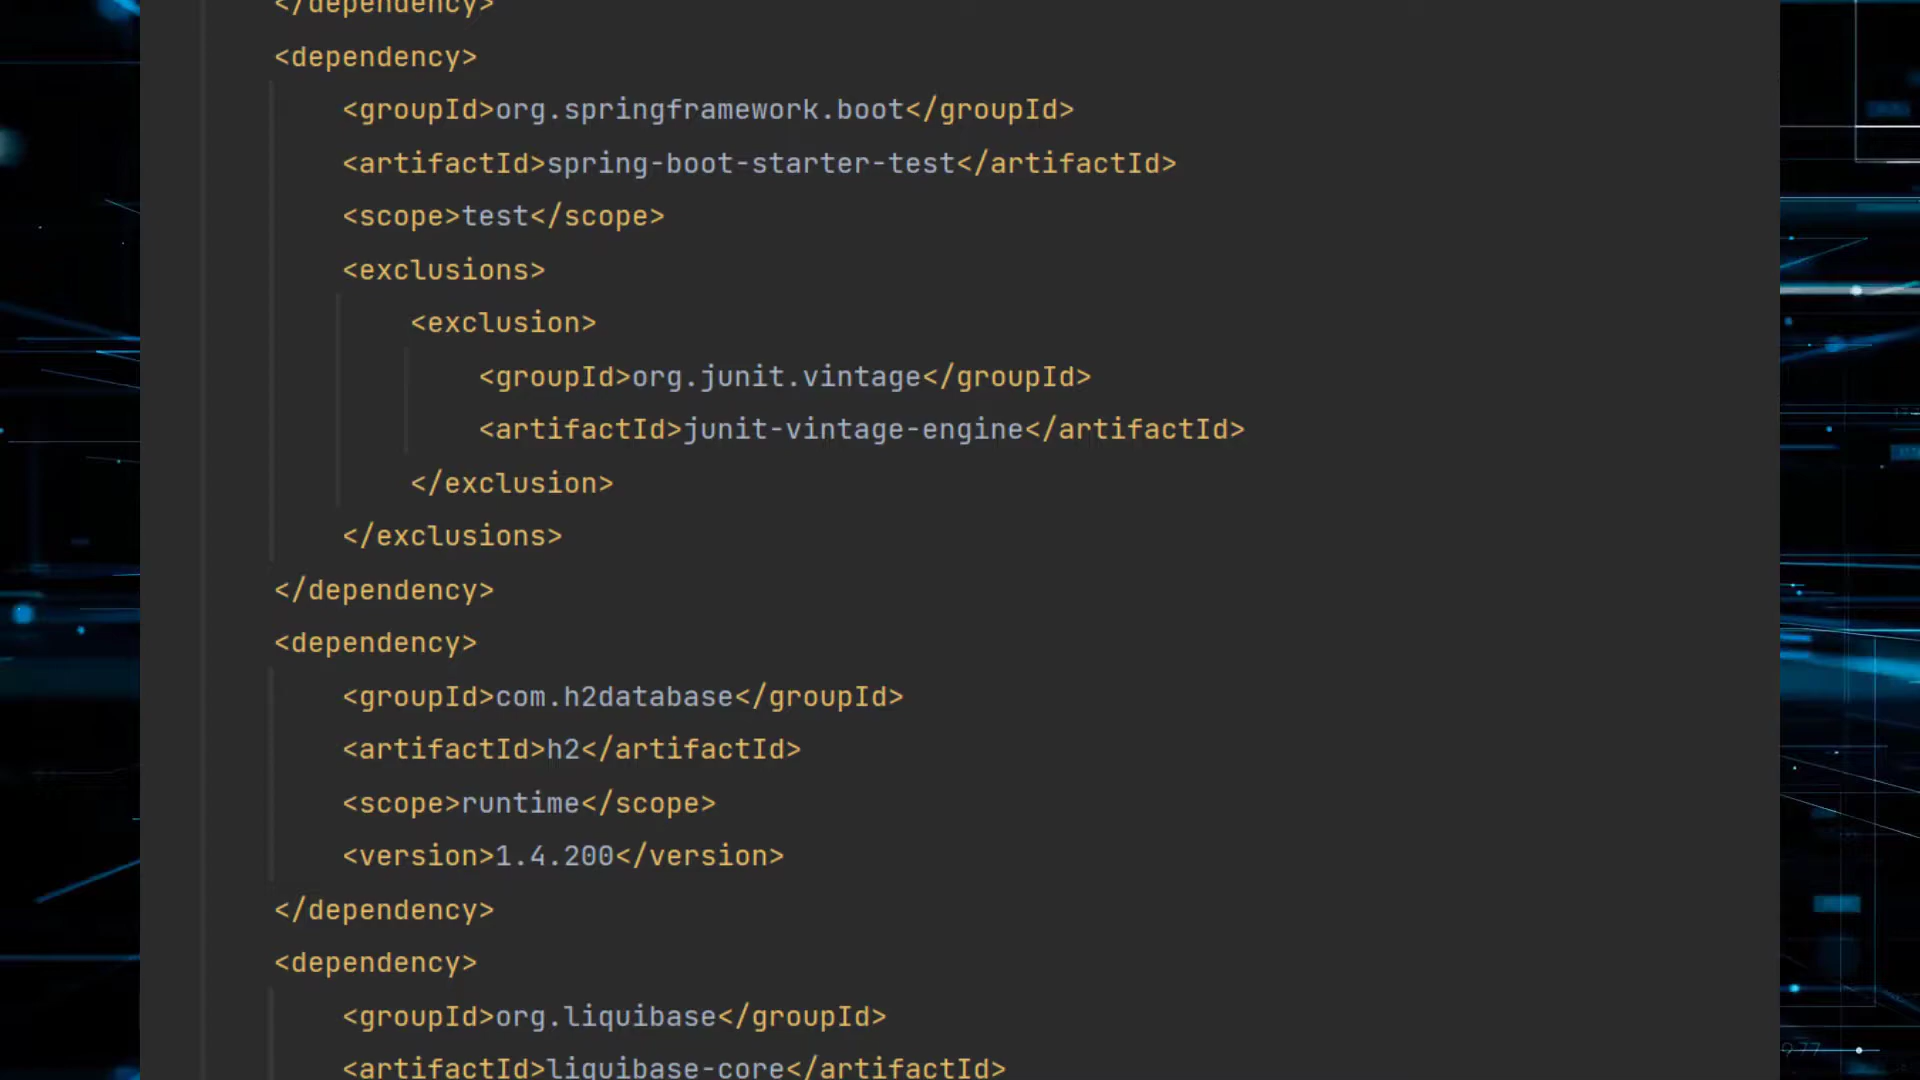 </dependency>
<dependency>
<groupId>org.springframework.boot</groupId>
<artifactId>spring-boot-starter-test</artifactId>
<scope>test</scope>
<exclusions>
<exclusion>
<groupId>org.junit.vintage</groupId>
<artifactId>junit-vintage-engine</artifactId>
</exclusion>
</exclusions>
</dependency>
<dependency>
<groupId>com.h2database</groupId>
<artifactId>h2</artifactId>
<scope>runtime</scope>
<version>1.4.200</version>
</dependency>
<dependency>
<groupId>org.liquibase</groupId>
<artifactId>liquibase-core</artifactId>